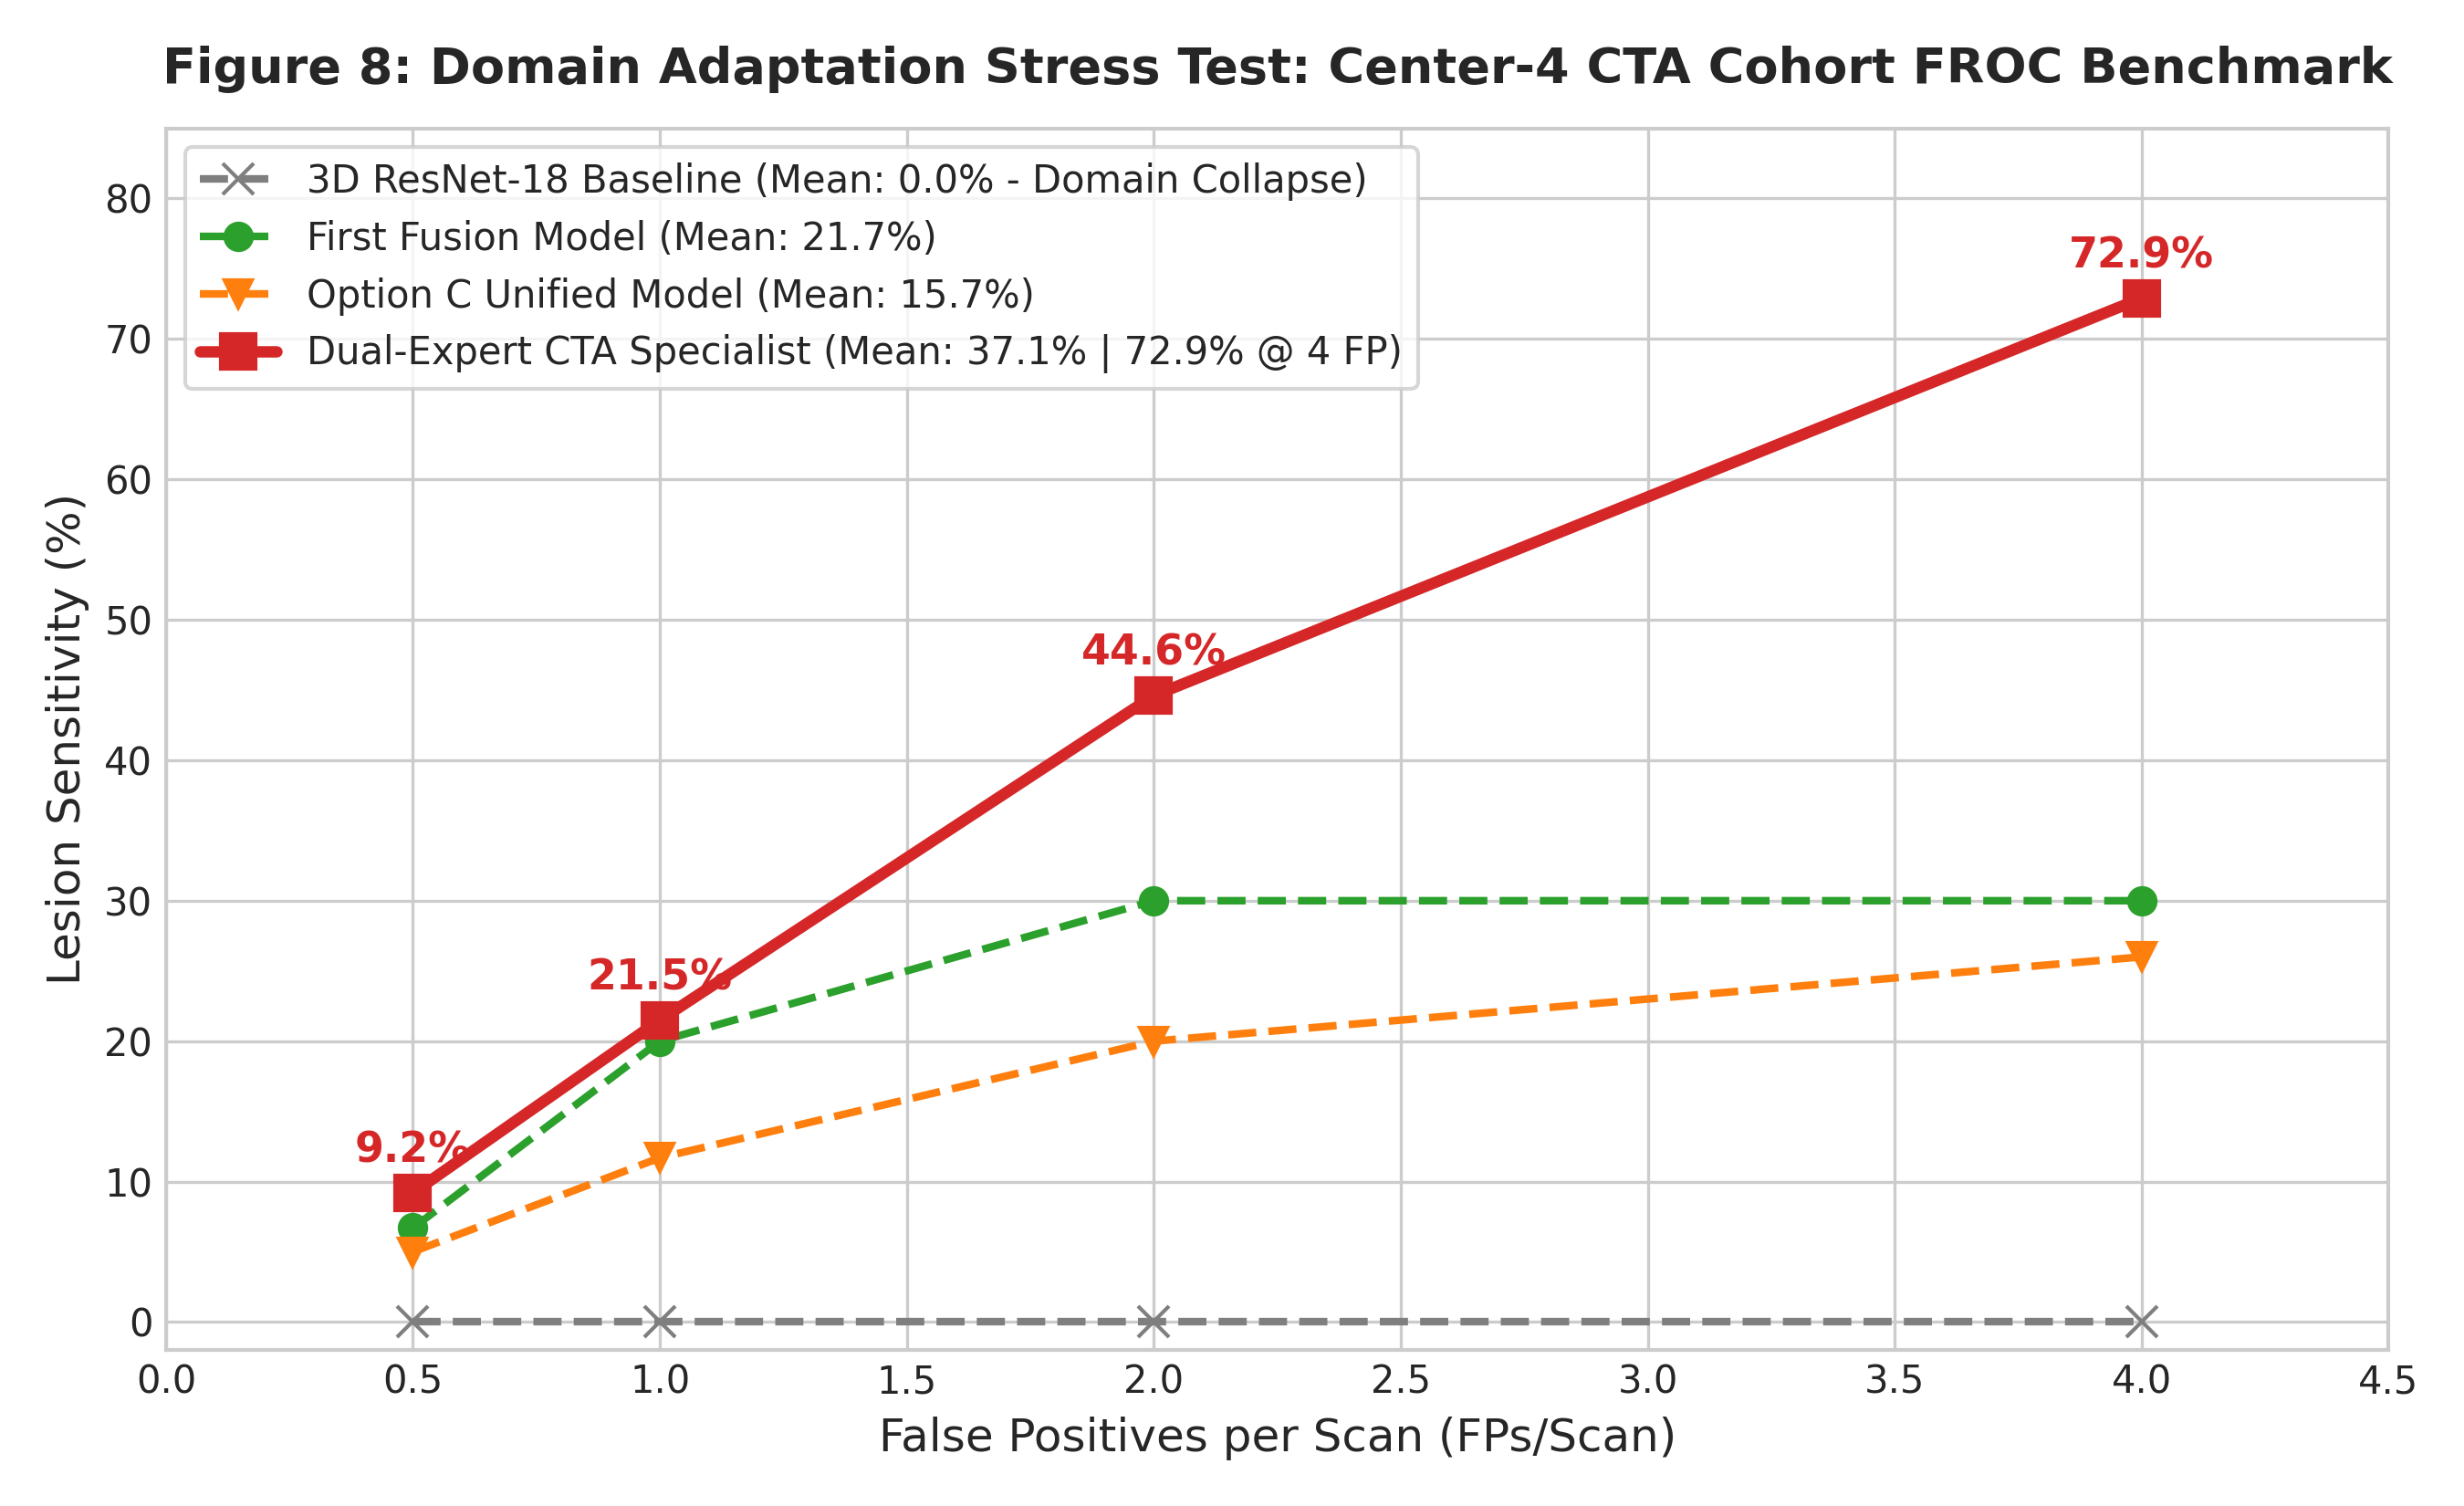 Figure 8: Domain Adaptation Stress Test: Center-4 CTA Cohort FROC Benchmark
3D ResNet-18 Baseline (Mean: 0.0% - Domain Collapse)
First Fusion Model (Mean: 21.7%)
Option C Unified Model (Mean: 15.7%)
Dual-Expert CTA Specialist (Mean: 37.1% | 72.9% @ 4 FP)
80
70
60
50
40
30
20
10
0
Lesion Sensitivity (%)
72.9%
44.6%
21.5%
9.2%
0.0 0.5 1.0 1.5 2.0 2.5 3.0 3.5 4.0 4.5
False Positives per Scan (FPs/Scan)